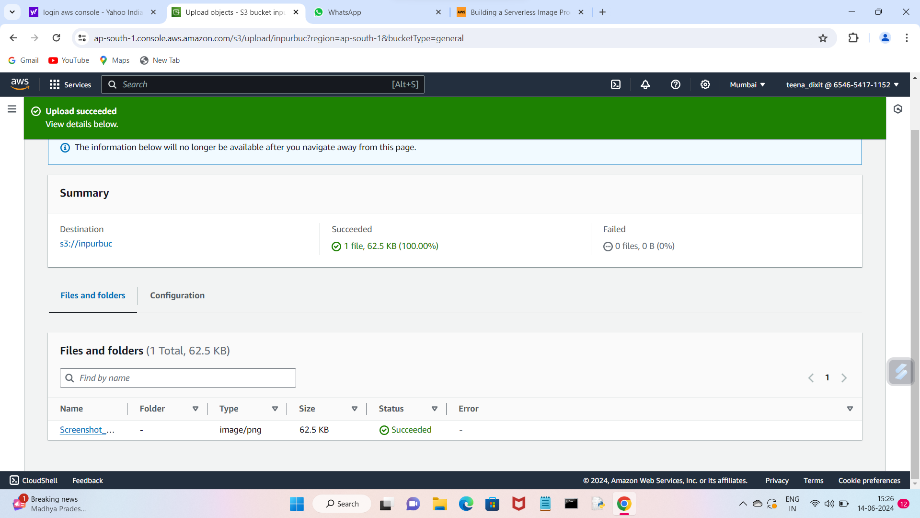 login aws console - Yahoo India
Upload objects - S3 bucket inp
WhatsApp
Building a Serverless Image Pro
ap-south-1.console.aws.amazon.com/s3/upload/inpurbuc?region=ap-south-1&bucketType=general
Gmail
YouTube
Maps
New Tab
aws
Services
Search
[Alt+S]
Mumbai
teena_dixit @ 6546-5417-1152
Upload succeeded
View details below.
The information below will no longer be available after you navigate away from this page.
Summary
Destination
s3://inpurbuc
Succeeded
1 file, 62.5 KB (100.00%)
Failed
0 files, 0 B (0%)
Files and folders
Configuration
Files and folders (1 Total, 62.5 KB)
Find by name
1
Name Folder Type Size Status Error
Screenshot_... - image/png 62.5 KB Succeeded -
CloudShell
Feedback
© 2024, Amazon Web Services, Inc. or its affiliates.
Privacy
Terms
Cookie preferences
1
Breaking news
Madhya Prades...
Search
ENG
IN
15:26
14-06-2024
12